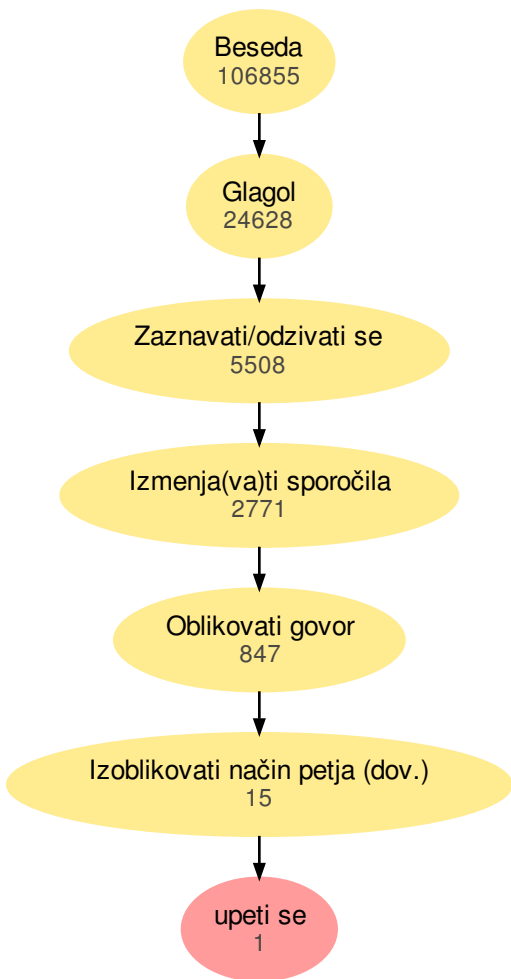 Beseda
106855
Glagol
24628
Zaznavati/odzivati se
5508
Izmenja(va)ti sporočila
2771
Oblikovati govor
847
Izoblikovati način petja (dov.)
15
upeti se
1